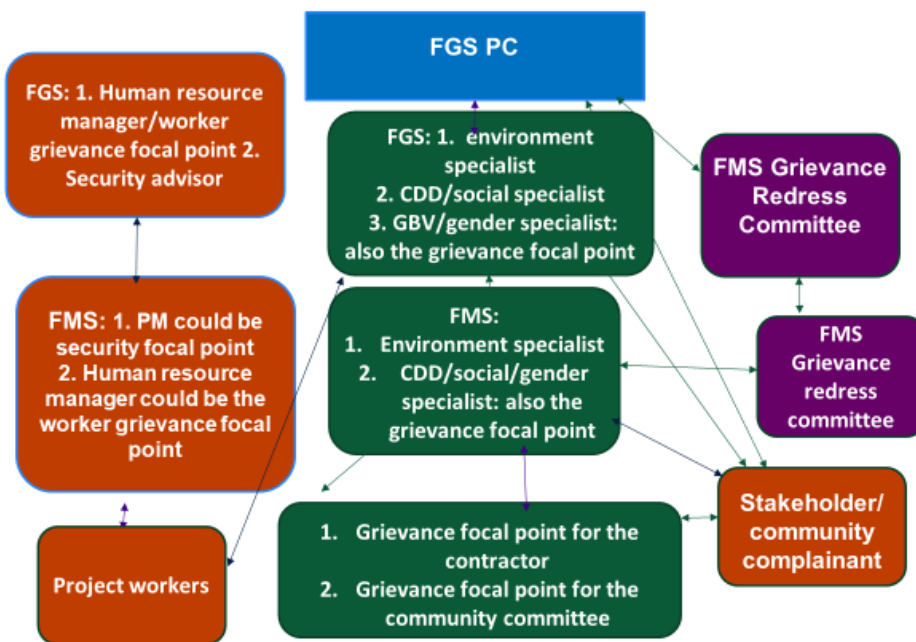 FGS PC
FGS: 1. Human resource
manager/worker
grievance focal point 2.
Security advisor
FGS: 1. environment
specialist
2. CDD/social specialist
3. GBV/gender specialist:
also the grievance focal point
FMS Grievance
Redress
Committee
FMS: 1. PM could be
security focal point
2. Human resource
manager could be the
worker grievance focal
point
FMS:
1. Environment specialist
2. CDD/social/gender
specialist: also the
grievance focal point
FMS
Grievance
redress
committee
Project workers
1. Grievance focal point for the
contractor
2. Grievance focal point for the
community committee
Stakeholder/
community
complainant